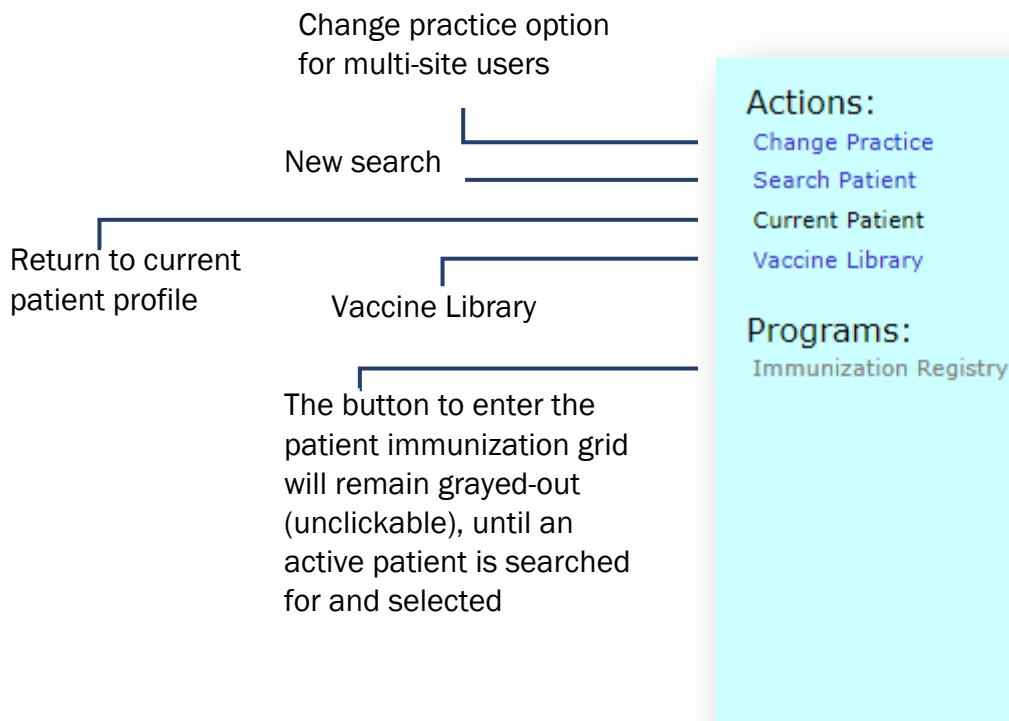 Change practice option
for multi-site users
New search
Return to current
patient profile
Vaccine Library
The button to enter the
patient immunization grid
will remain grayed-out
(unclickable), until an
active patient is searched
for and selected
Actions:
Change Practice
Search Patient
Current Patient
Vaccine Library
Programs:
Immunization Registry